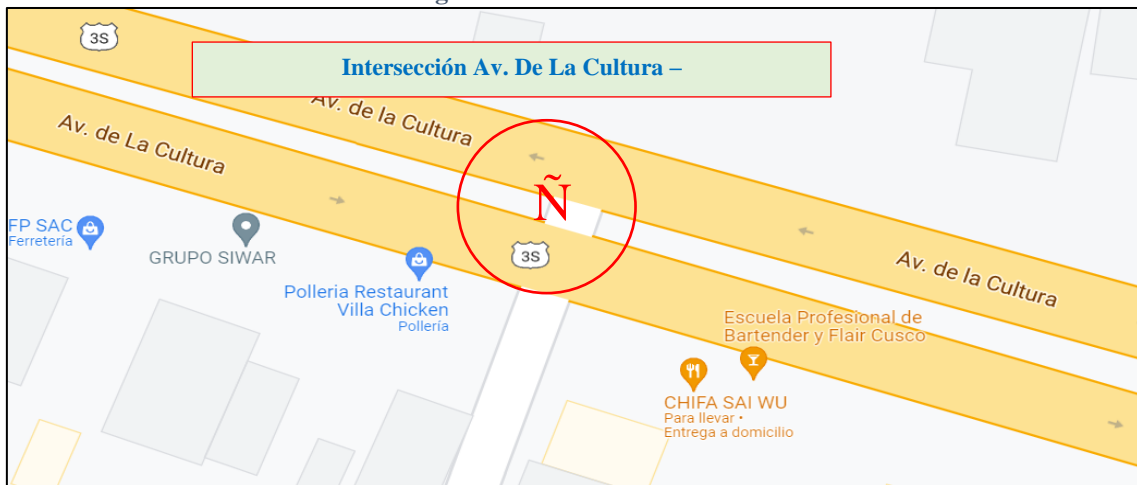 3S
Intersección Av. De La Cultura –
Av. de la Cultura
Av. de La Cultura
Ñ
FP SAC
Ferretería
GRUPO SIWAR
3S
Av. de la Cultura
Polleria Restaurant
Villa Chicken
Pollería
Escuela Profesional de
Bartender y Flair Cusco
CHIFA SAI WU
Para llevar •
Entrega a domicilio